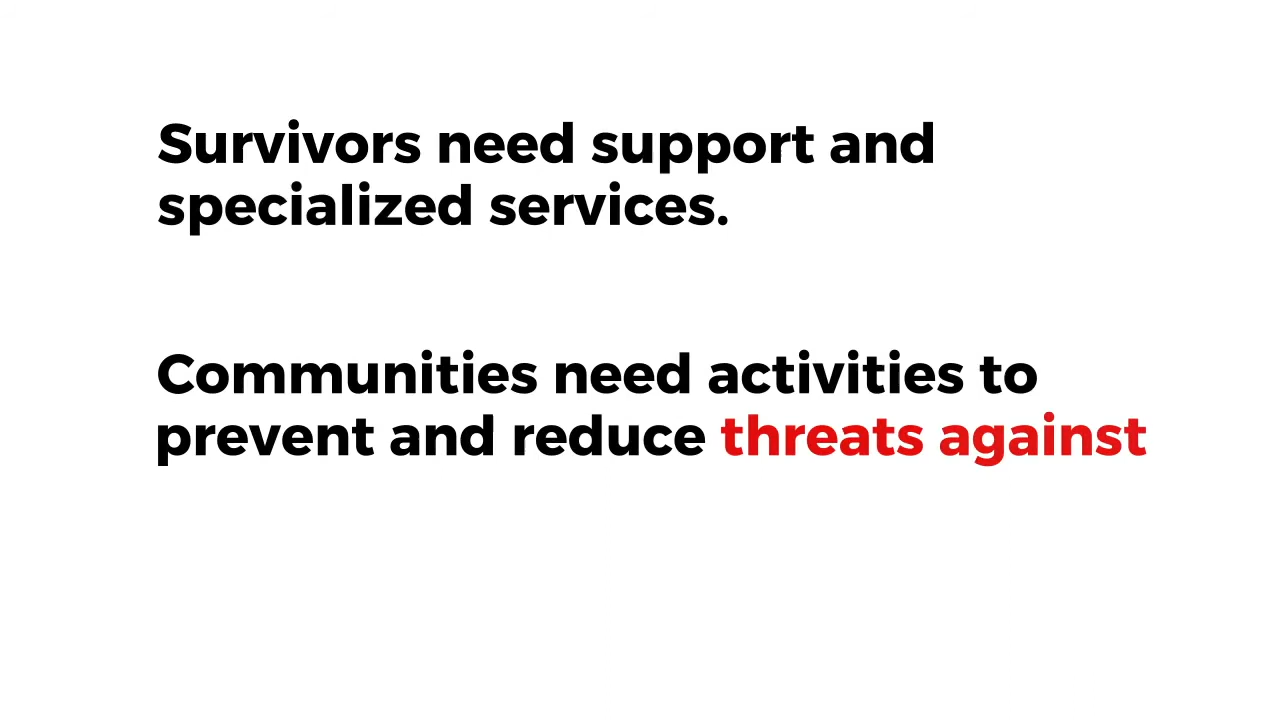 Survivors need support and
specialized services.
Communities need activities to
prevent and reduce threats against